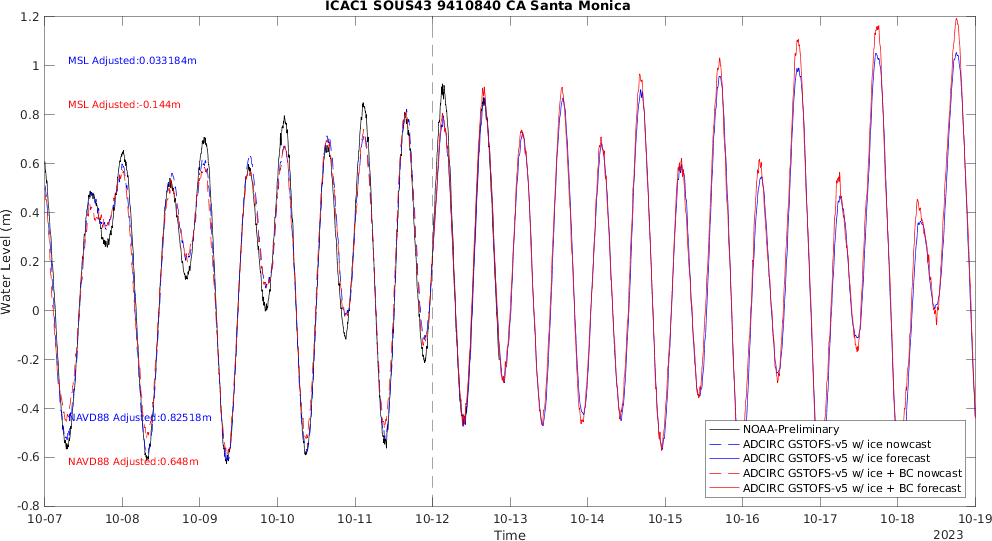 ICAC1 SOUS43 9410840 CA Santa Monica
1.2
1
0.8
0.6
0.4
0.2
0
-0.2
-0.4
-0.6
-0.8
Water Level (m)
MSL Adjusted:0.033184m
MSL Adjusted:-0.144m
NAVD88 Adjusted:0.82518m
NAVD88 Adjusted:0.648m
NOAA-Preliminary
ADCIRC GSTOFS-v5 w/ ice nowcast
ADCIRC GSTOFS-v5 w/ ice forecast
ADCIRC GSTOFS-v5 w/ ice + BC nowcast
ADCIRC GSTOFS-v5 w/ ice + BC forecast
10-07 10-08 10-09 10-10 10-11 10-12 10-13 10-14 10-15 10-16 10-17 10-18 10-19
Time
2023